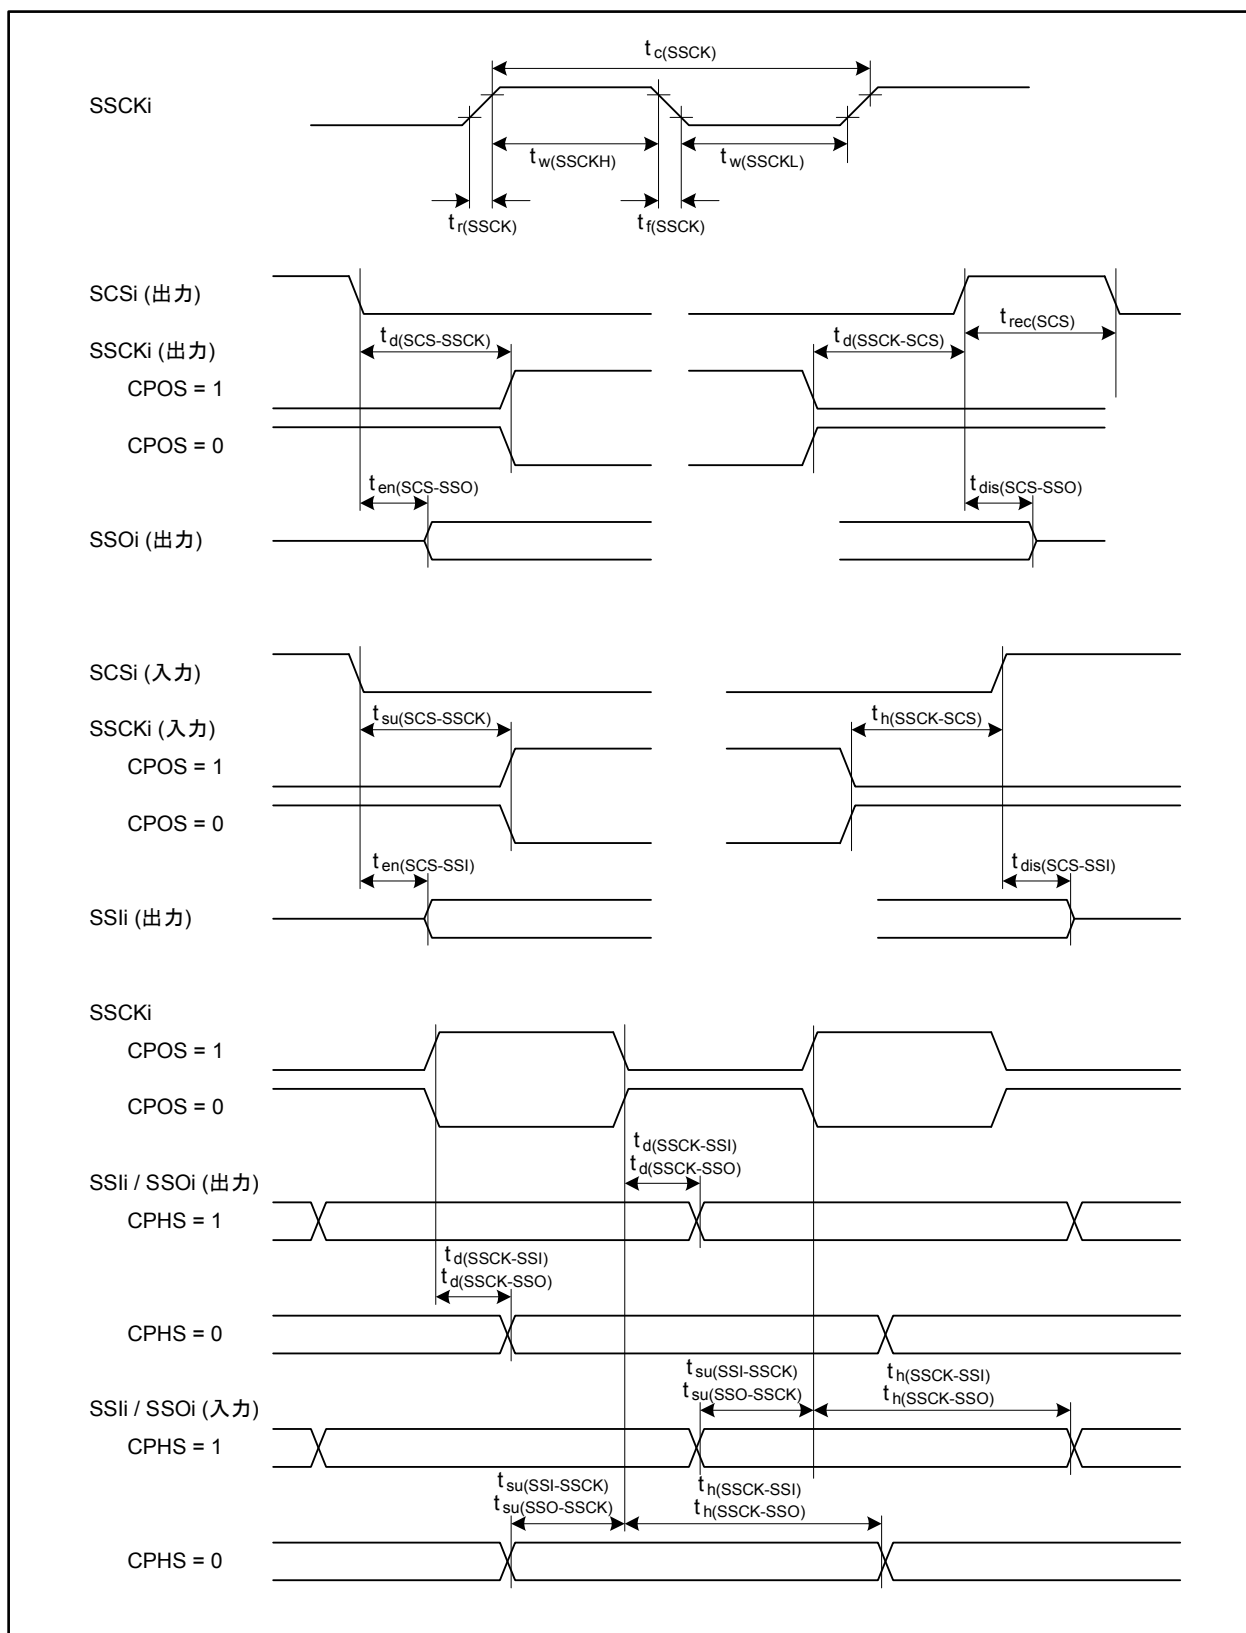 tc(SSCK)
SSCKi
tw(SSCKH)
tw(SSCKL)
tr(SSCK)
tf(SSCK)
SCSi (出力)
trec(SCS)
td(SCS-SSCK)
td(SSCK-SCS)
SSCKi (出力)
CPOS = 1
CPOS = 0
ten(SCS-SSO)
tdis(SCS-SSO)
SSOi (出力)
SCSi (入力)
tsu(SCS-SSCK)
th(SSCK-SCS)
SSCKi (入力)
CPOS = 1
CPOS = 0
ten(SCS-SSI)
tdis(SCS-SSI)
SSIi (出力)
SSCKi
CPOS = 1
CPOS = 0
td(SSCK-SSI)
td(SSCK-SSO)
SSIi / SSOi (出力)
CPHS = 1
td(SSCK-SSI)
td(SSCK-SSO)
CPHS = 0
tsu(SSI-SSCK)
tsu(SSO-SSCK)
th(SSCK-SSI)
th(SSCK-SSO)
SSIi / SSOi (入力)
CPHS = 1
tsu(SSI-SSCK)
tsu(SSO-SSCK)
th(SSCK-SSI)
th(SSCK-SSO)
CPHS = 0